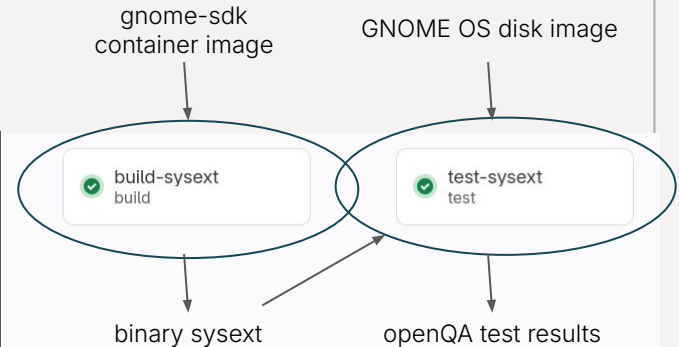 gnome-sdk
container image
GNOME OS disk image
build-sysext
build
test-sysext
test
binary sysext
openQA test results